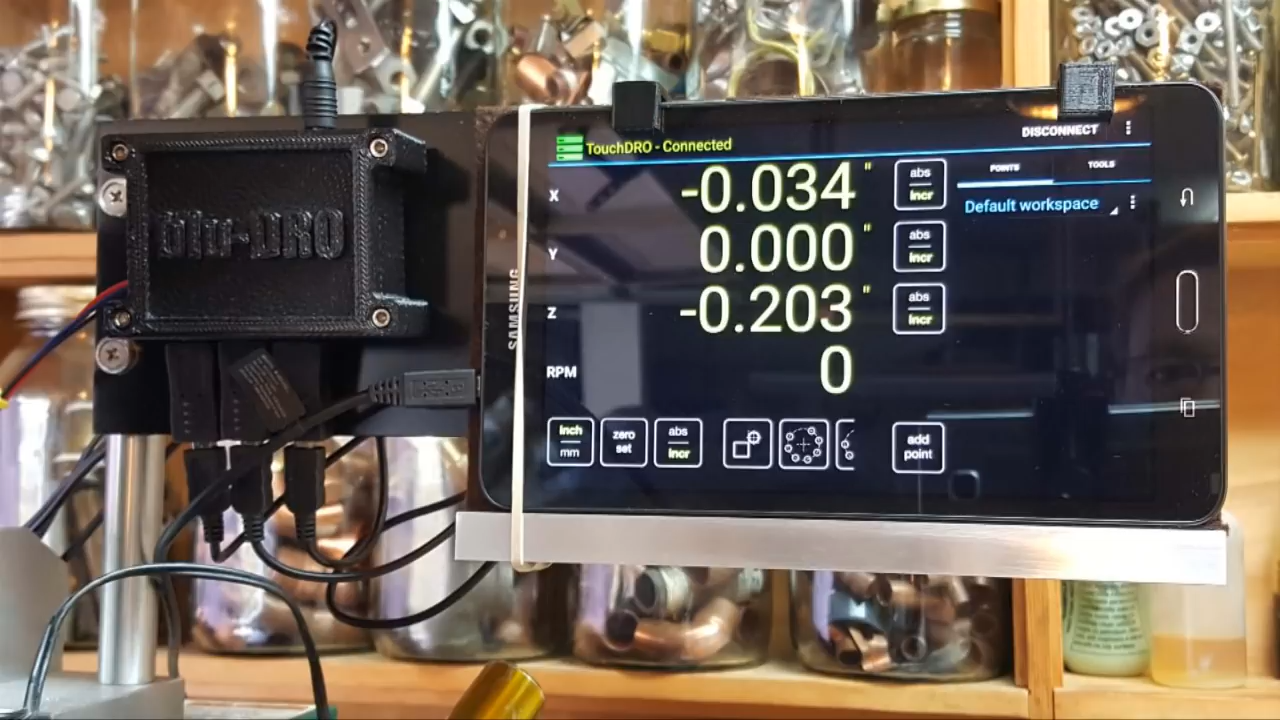 blu-DRO
SAMSUNG
TouchDRO - Connected
DISCONNECT
X
-0.034"
abs
incr
Y
0.000"
abs
incr
Z
-0.203"
abs
incr
RPM
0
POINTS
TOOLS
Default workspace
inch
mm
zero
set
abs
incr
add
point